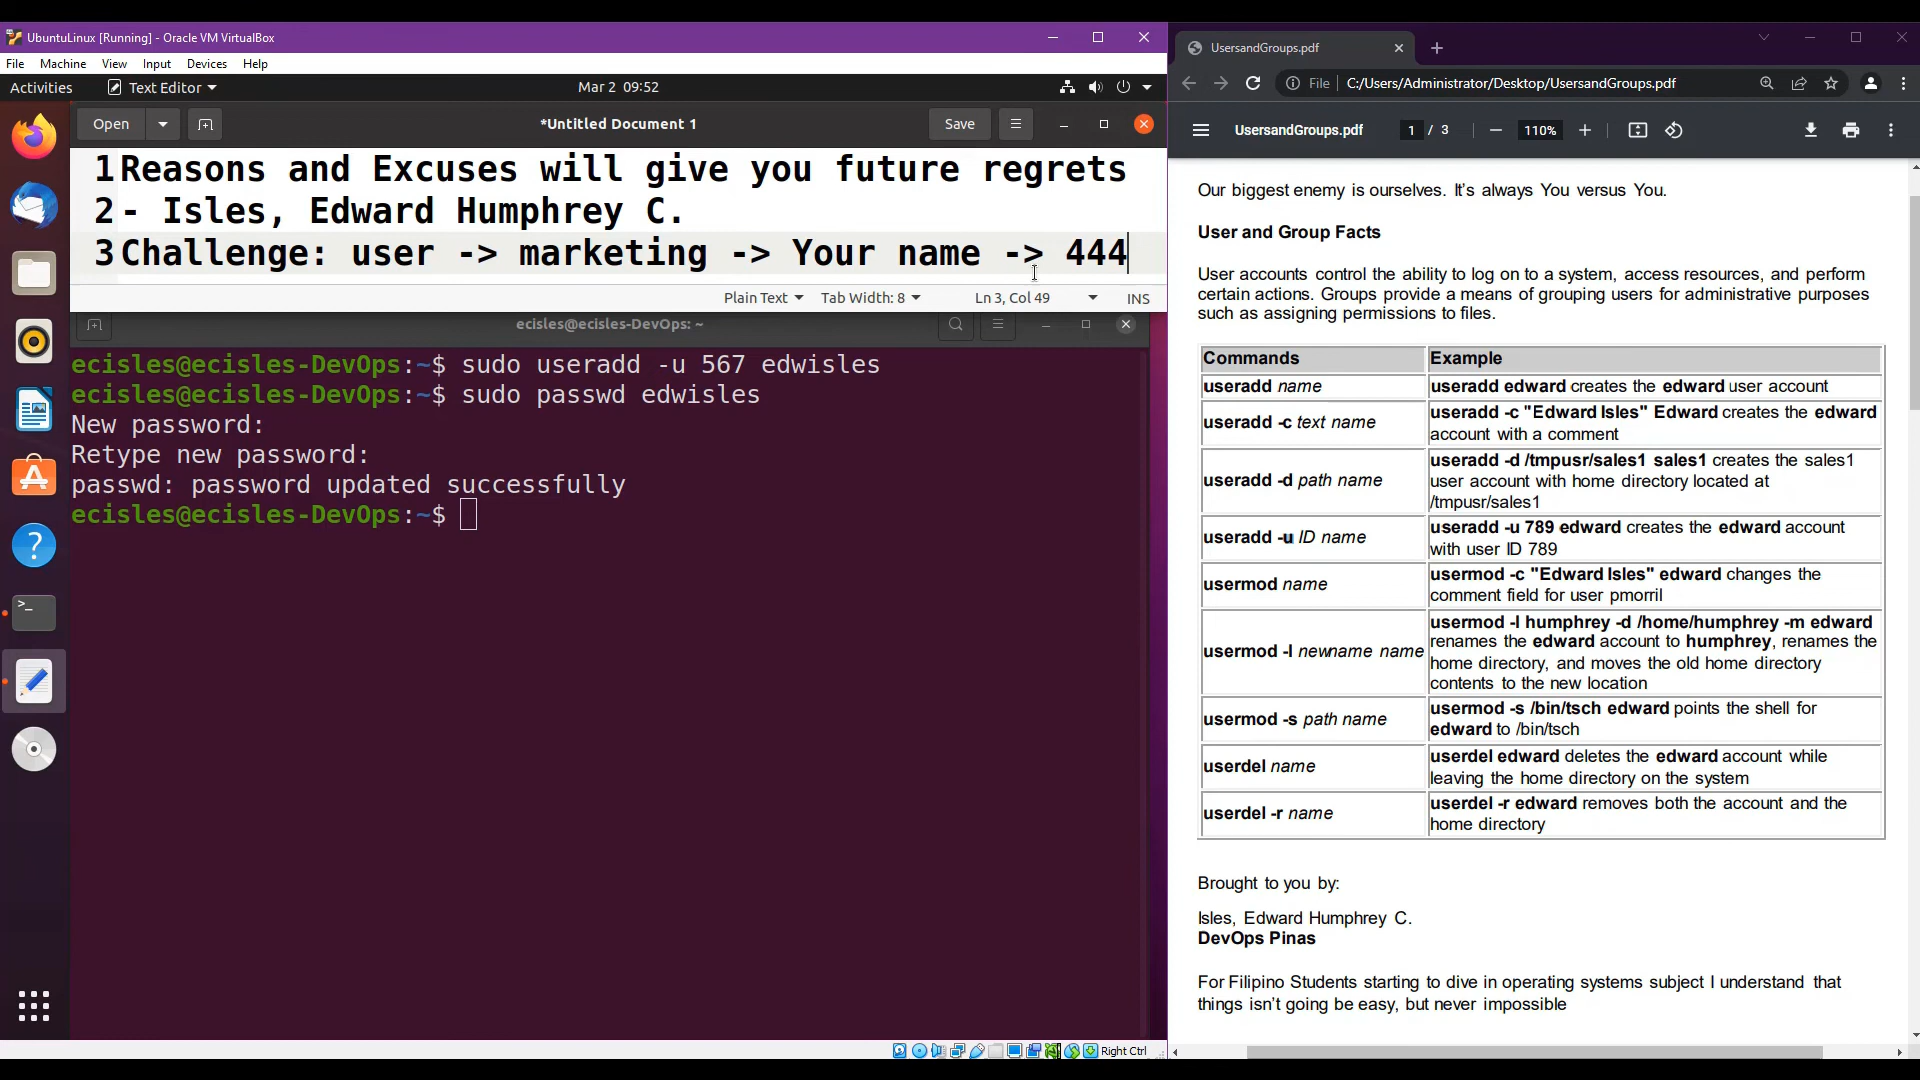 UbuntuLinux [Running] - Oracle VM VirtualBox
File Machine View Input Devices Help
Activities Text Editor Mar 2 09:52
Open *Untitled Document 1 Save
1 Reasons and Excuses will give you future regrets
2 - Isles, Edward Humphrey C.
3 Challenge: user -> marketing -> Your name -> 444
Plain Text Tab Width: 8 Ln 3, Col 49 INS
ecisles@ecisles-DevOps: ~
ecisles@ecisles-DevOps:~$ sudo useradd -u 567 edwisles
ecisles@ecisles-DevOps:~$ sudo passwd edwisles
New password:
Retype new password:
passwd: password updated successfully
ecisles@ecisles-DevOps:~$
Right Ctrl
UsersandGroups.pdf
File C:/Users/Administrator/Desktop/UsersandGroups.pdf
UsersandGroups.pdf 1 / 3 110%
Our biggest enemy is ourselves. It's always You versus You.
User and Group Facts
User accounts control the ability to log on to a system, access resources, and perform
certain actions. Groups provide a means of grouping users for administrative purposes
such as assigning permissions to files.
Commands Example
useradd name useradd edward creates the edward user account
useradd -c text name useradd -c "Edward Isles" Edward creates the edward
account with a comment
useradd -d path name useradd -d /tmpusr/sales1 sales1 creates the sales1
user account with home directory located at
/tmpusr/sales1
useradd -u ID name useradd -u 789 edward creates the edward account
with user ID 789
usermod name usermod -c "Edward Isles" edward changes the
comment field for user pmorril
usermod -l newname name usermod -l humphrey -d /home/humphrey -m edward
renames the edward account to humphrey, renames the
home directory, and moves the old home directory
contents to the new location
usermod -s path name usermod -s /bin/tsch edward points the shell for
edward to /bin/tsch
userdel name userdel edward deletes the edward account while
leaving the home directory on the system
userdel -r name userdel -r edward removes both the account and the
home directory
Brought to you by:
Isles, Edward Humphrey C.
DevOps Pinas
For Filipino Students starting to dive in operating systems subject I understand that
things isn't going be easy, but never impossible